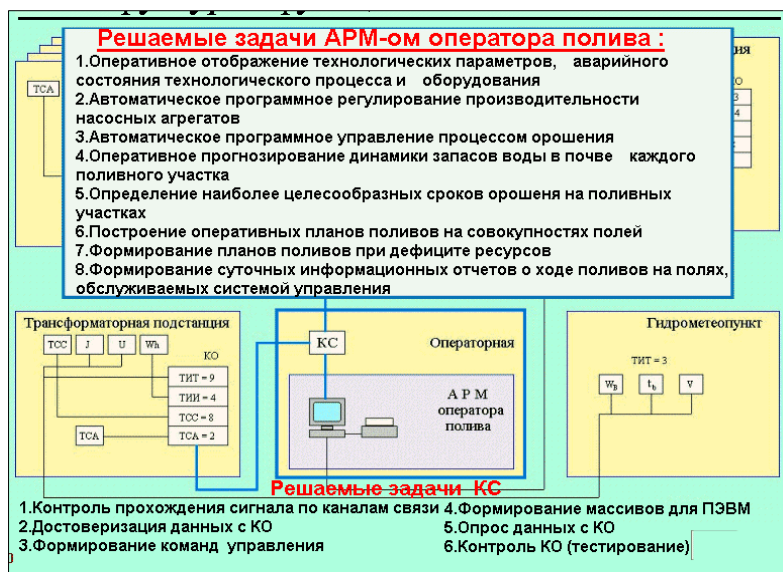 Решаемые задачи АРМ-ом оператора полива :
1.Оперативное отображение технологических параметров, аварийного
состояния технологического процесса и оборудования
2.Автоматическое программное регулирование производительности
насосных агрегатов
3.Автоматическое программное управление процессом орошения
4.Оперативное прогнозирование динамики запасов воды в почве каждого
поливного участка
5.Определение наиболее целесообразных сроков орошеня на поливных
участках
6.Построение оперативных планов поливов на совокупностях полей
7.Формирование планов поливов при дефиците ресурсов
8.Формирование суточных информационных отчетов о ходе поливов на полях,
обслуживаемых системой управления
ТСА
КО
3
4
Трансформаторная подстанция
ТСС
J
U
Wh
КО
ТИТ = 9
ТИИ = 4
ТСС = 8
ТСА = 2
ТСА
КС
Операторная
А Р М
оператора
полива
Гидрометеопункт
ТИТ = 3
WB
tb
V
Решаемые задачи КС
1.Контроль прохождения сигнала по каналам связи
2.Достоверизация данных с КО
3.Формирование команд управления
4.Формирование массивов для ПЭВМ
5.Опрос данных с КО
6.Контроль КО (тестирование)